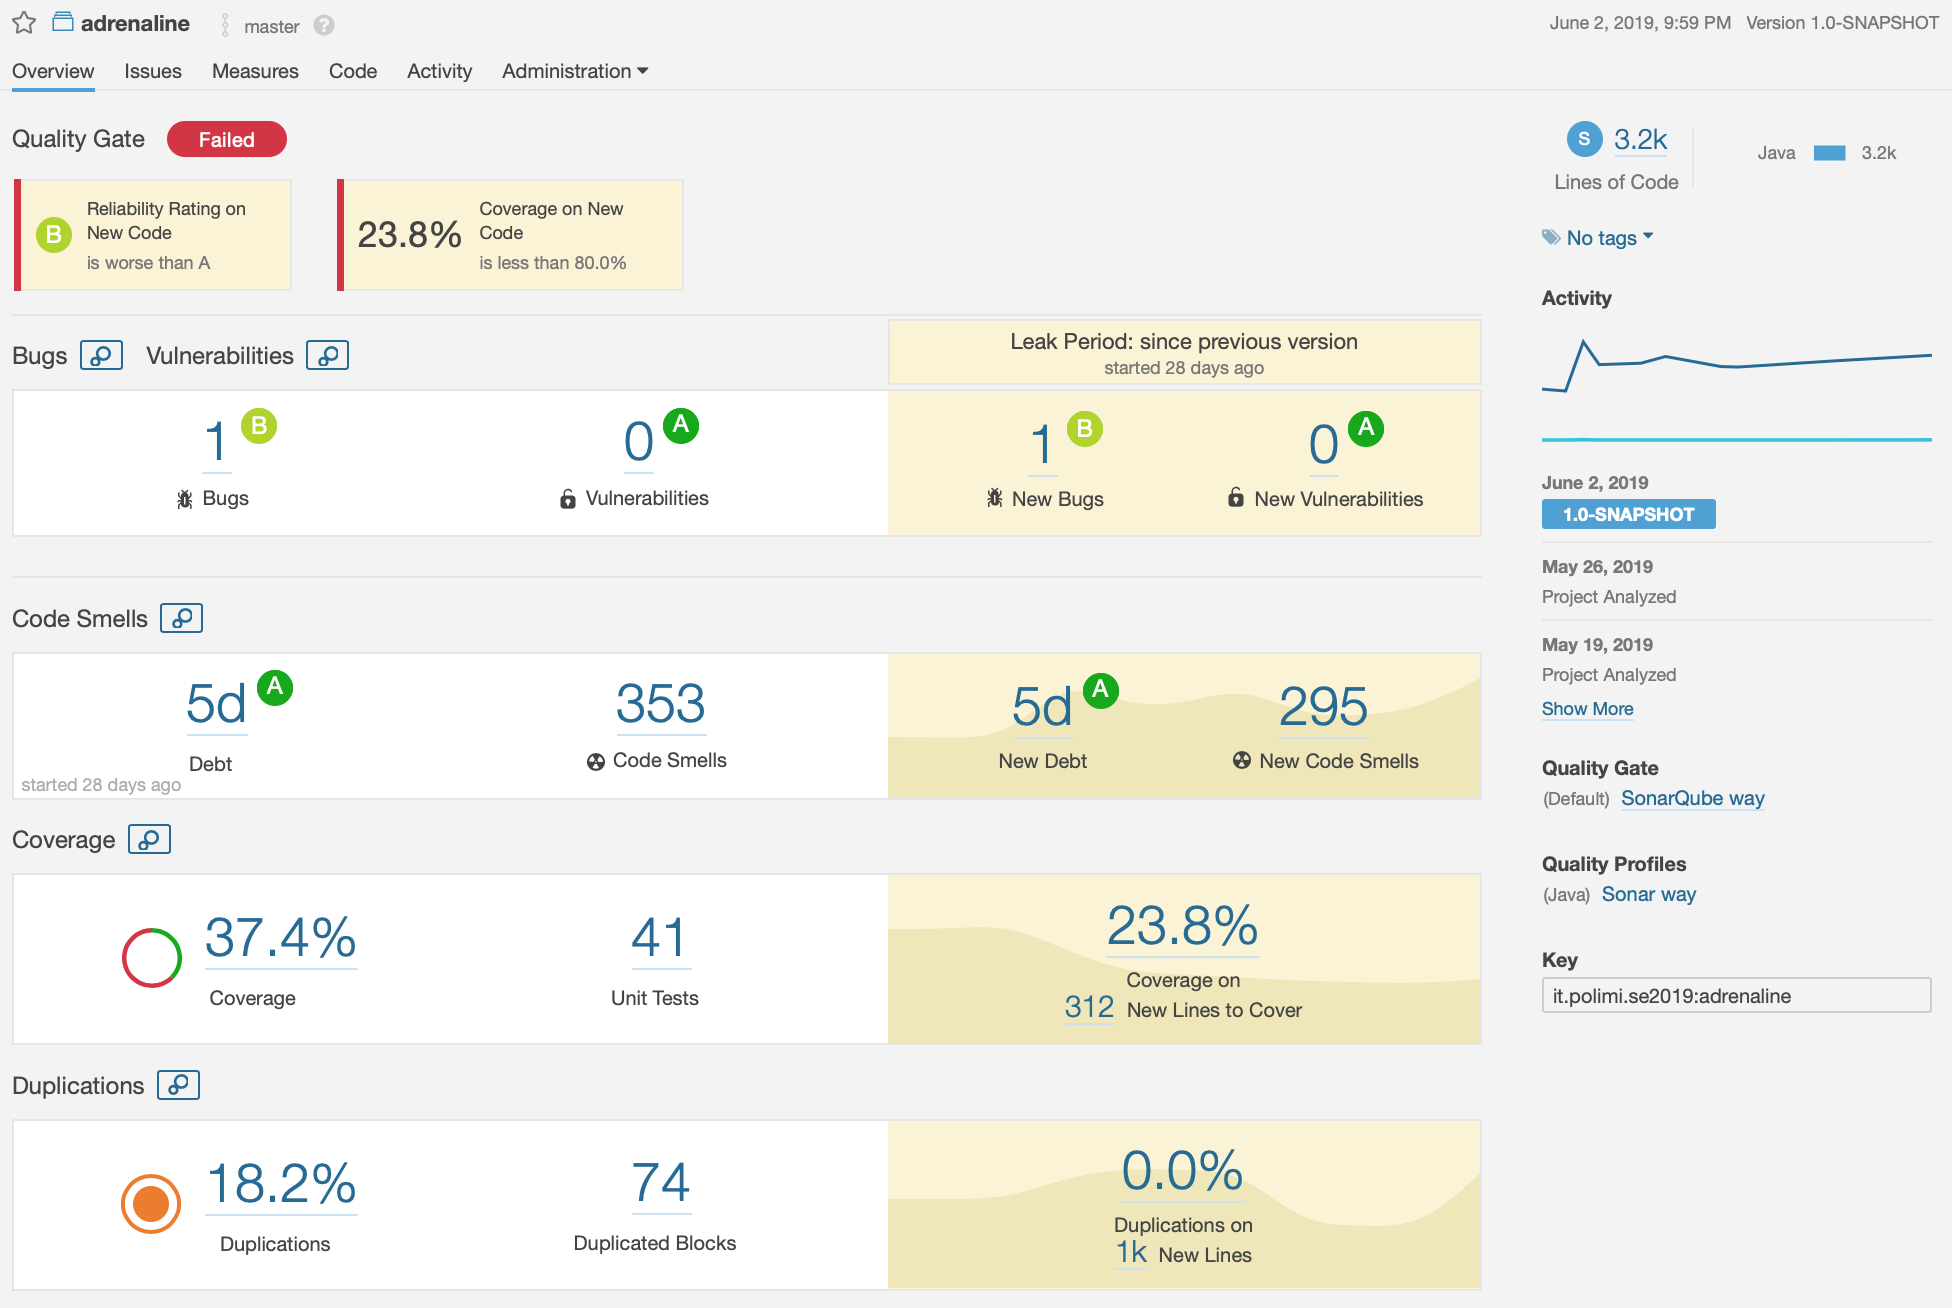 adrenaline master ? June 2, 2019, 9:59 PM Version 1.0-SNAPSHOT
Overview Issues Measures Code Activity Administration
Quality Gate Failed
B Reliability Rating on
New Code
is worse than A
23.8% Coverage on New
Code
is less than 80.0%
Leak Period: since previous version
started 28 days ago
Bugs Vulnerabilities
1 B
Bugs
0 A
Vulnerabilities
1 B
New Bugs
0 A
New Vulnerabilities
Code Smells
5d A
Debt
started 28 days ago
353
Code Smells
5d A
New Debt
295
New Code Smells
Coverage
37.4%
Coverage
41
Unit Tests
23.8%
Coverage on
312 New Lines to Cover
Duplications
18.2%
Duplications
74
Duplicated Blocks
0.0%
Duplications on
1k New Lines
S 3.2k
Lines of Code
Java 3.2k
No tags
Activity
June 2, 2019
1.0-SNAPSHOT
May 26, 2019
Project Analyzed
May 19, 2019
Project Analyzed
Show More
Quality Gate
(Default) SonarQube way
Quality Profiles
(Java) Sonar way
Key
it.polimi.se2019:adrenaline